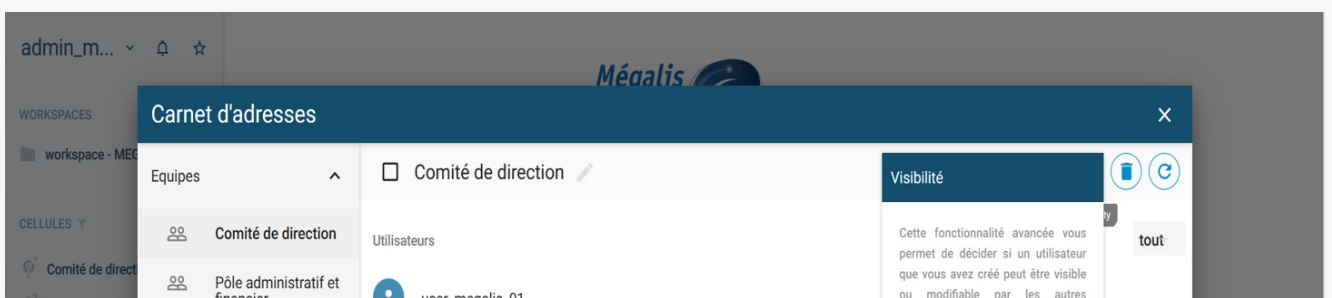 admin_m...
Mégalis
WORKSPACES
Carnet d'adresses
workspace - MEG
Equipes
Comité de direction
Visibilité
CELLULES
Comité de direction
Utilisateurs
Cette fonctionnalité avancée vous
permet de décider si un utilisateur
que vous avez créé peut être visible
ou modifiable par les autres
ty
tout
Comité de direct
Pôle administratif et
financier
user_megalis_01